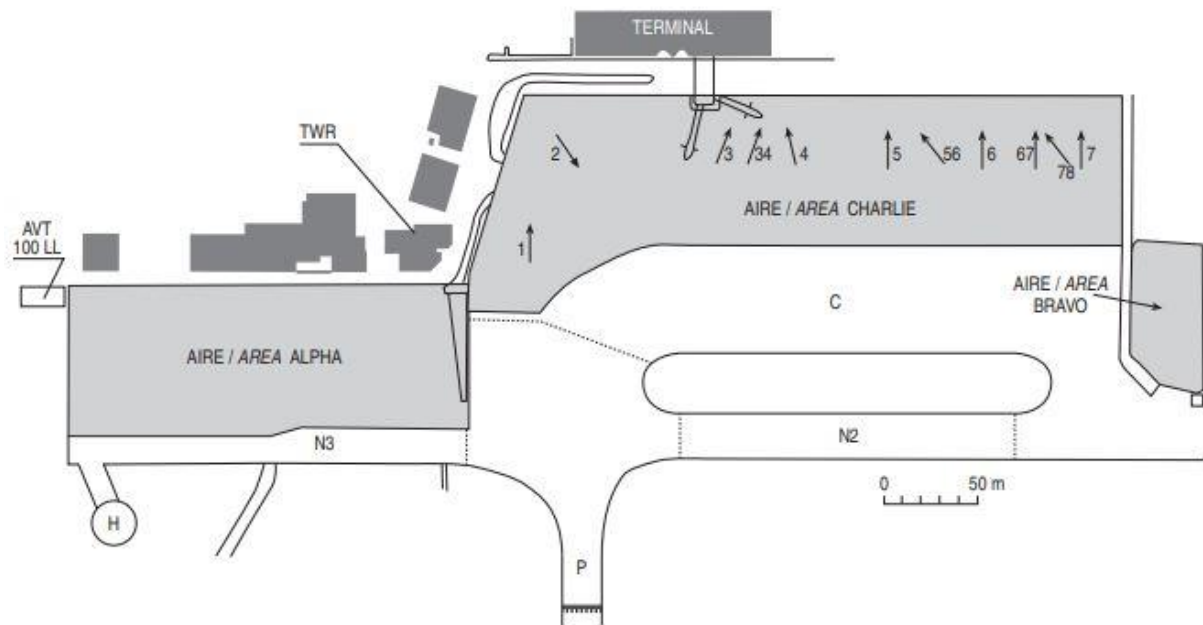 TERMINAL
TWR
2
3
34
4
5
56
6
67
78
7
AVT
100 LL
1
AIRE / AREA CHARLIE
AIRE / AREA
BRAVO
C
AIRE / AREA ALPHA
N3
N2
0
50 m
H
P